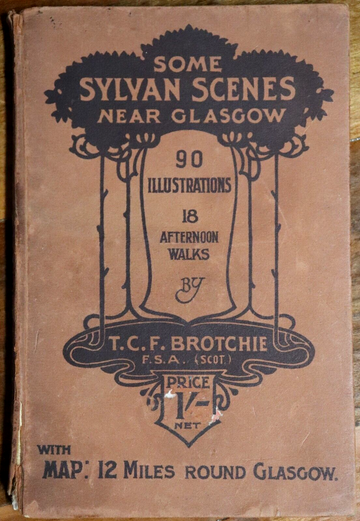 SOME
SYLVAN SCENES
NEAR GLASGOW
90
ILLUSTRATIONS
18
AFTERNOON
WALKS
By
T.C.F. BROTCHIE
F.S.A. (SCOT.)
PRICE
1/-
NET
WITH
MAP: 12 MILES ROUND GLASGOW.